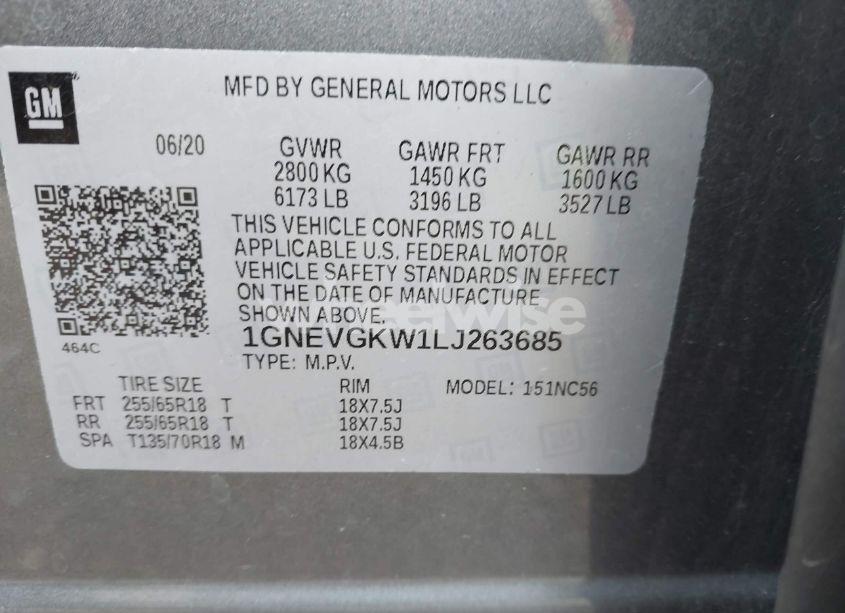 GM
MFD BY GENERAL MOTORS LLC
06/20 GVWR GAWR FRT GAWR RR
2800 KG 1450 KG 1600 KG
6173 LB 3196 LB 3527 LB
THIS VEHICLE CONFORMS TO ALL
APPLICABLE U.S. FEDERAL MOTOR
VEHICLE SAFETY STANDARDS IN EFFECT
ON THE DATE OF MANUFACTURE
SHOWN ABOVE.
464C
1GNEVGKW1LJ263685
TYPE: M.P.V.
TIRE SIZE RIM MODEL: 151NC56
FRT 255/65R18 T 18X7.5J
RR 255/65R18 T 18X7.5J
SPA T135/70R18 M 18X4.5B